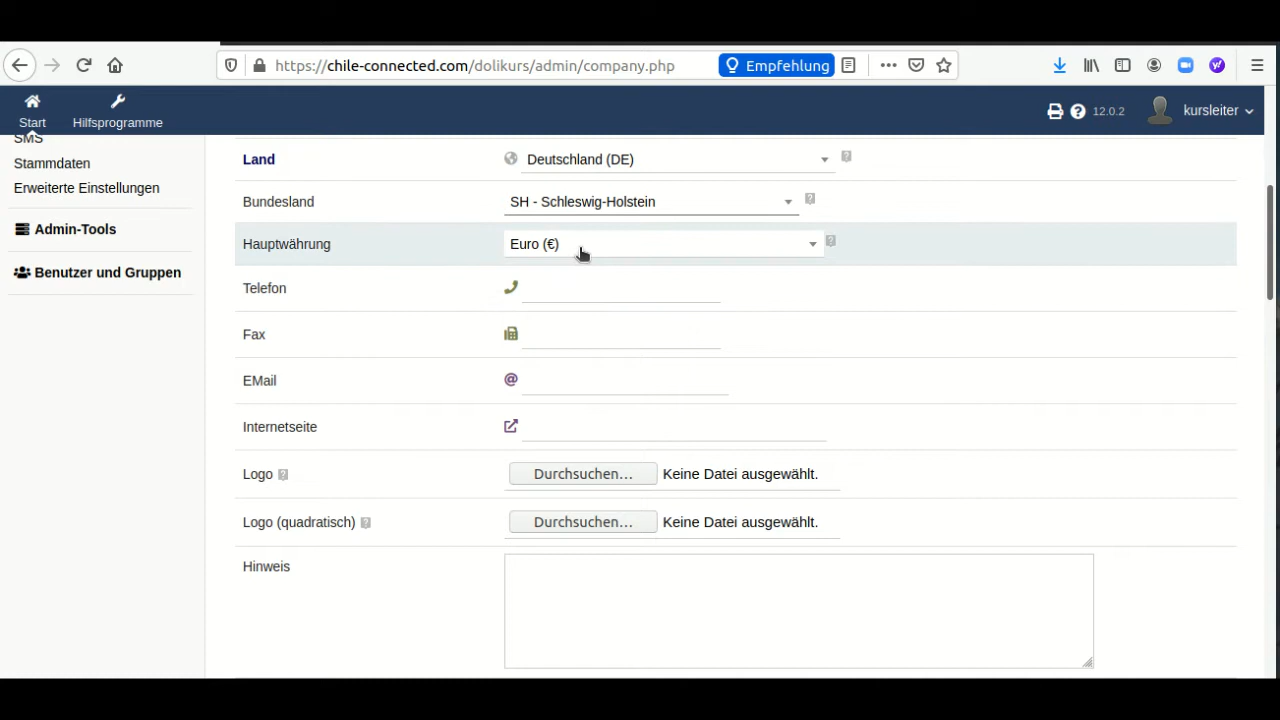 https://chile-connected.com/dolikurs/admin/company.php
Empfehlung
Start
Hilfsprogramme
12.0.2
kursleiter
SMS
Stammdaten
Erweiterte Einstellungen
Admin-Tools
Benutzer und Gruppen
Land
Deutschland (DE)
Bundesland
SH - Schleswig-Holstein
Hauptwährung
Euro (€)
Telefon
Fax
EMail
Internetseite
Logo
Durchsuchen… Keine Datei ausgewählt.
Logo (quadratisch)
Durchsuchen… Keine Datei ausgewählt.
Hinweis